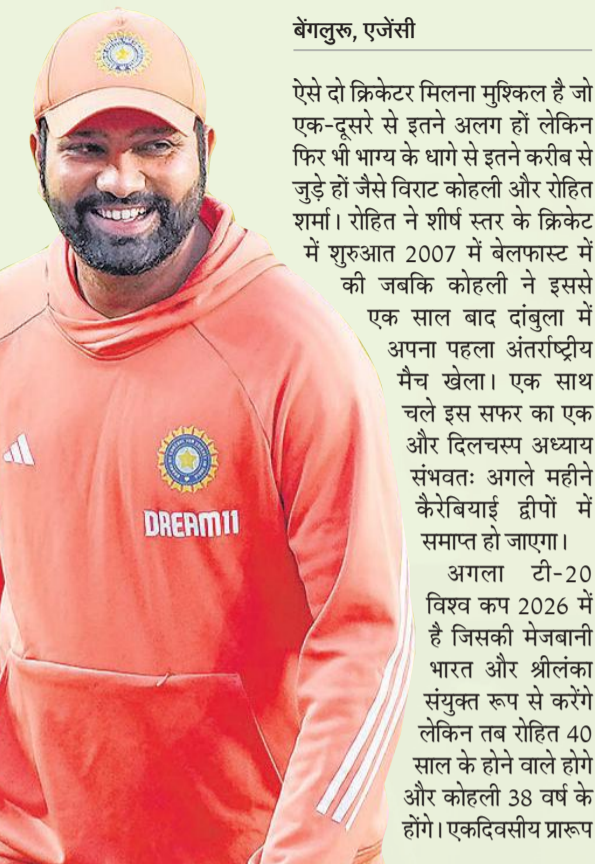 बेंगलुरू, एजेंसी
ऐसे दो क्रिकेटर मिलना मुश्किल है जो
एक-दूसरे से इतने अलग हों लेकिन
फिर भी भाग्य के धागे से इतने करीब से
जुड़े हों जैसे विराट कोहली और रोहित
शर्मा। रोहित ने शीर्ष स्तर के क्रिकेट
में शुरुआत 2007 में बेलफास्ट में
की जबकि कोहली ने इससे
एक साल बाद दांबुला में
अपना पहला अंतर्राष्ट्रीय
मैच खेला। एक साथ
चले इस सफर का एक
और दिलचस्प अध्याय
संभवतः अगले महीने
कैरेबियाई द्वीपों में
समाप्त हो जाएगा।
अगला टी-20
विश्व कप 2026 में
है जिसकी मेजबानी
भारत और श्रीलंका
संयुक्त रूप से करेंगे
लेकिन तब रोहित 40
साल के होने वाले होगे
और कोहली 38 वर्ष के
होंगे। एकदिवसीय प्रारूप
DREAM11